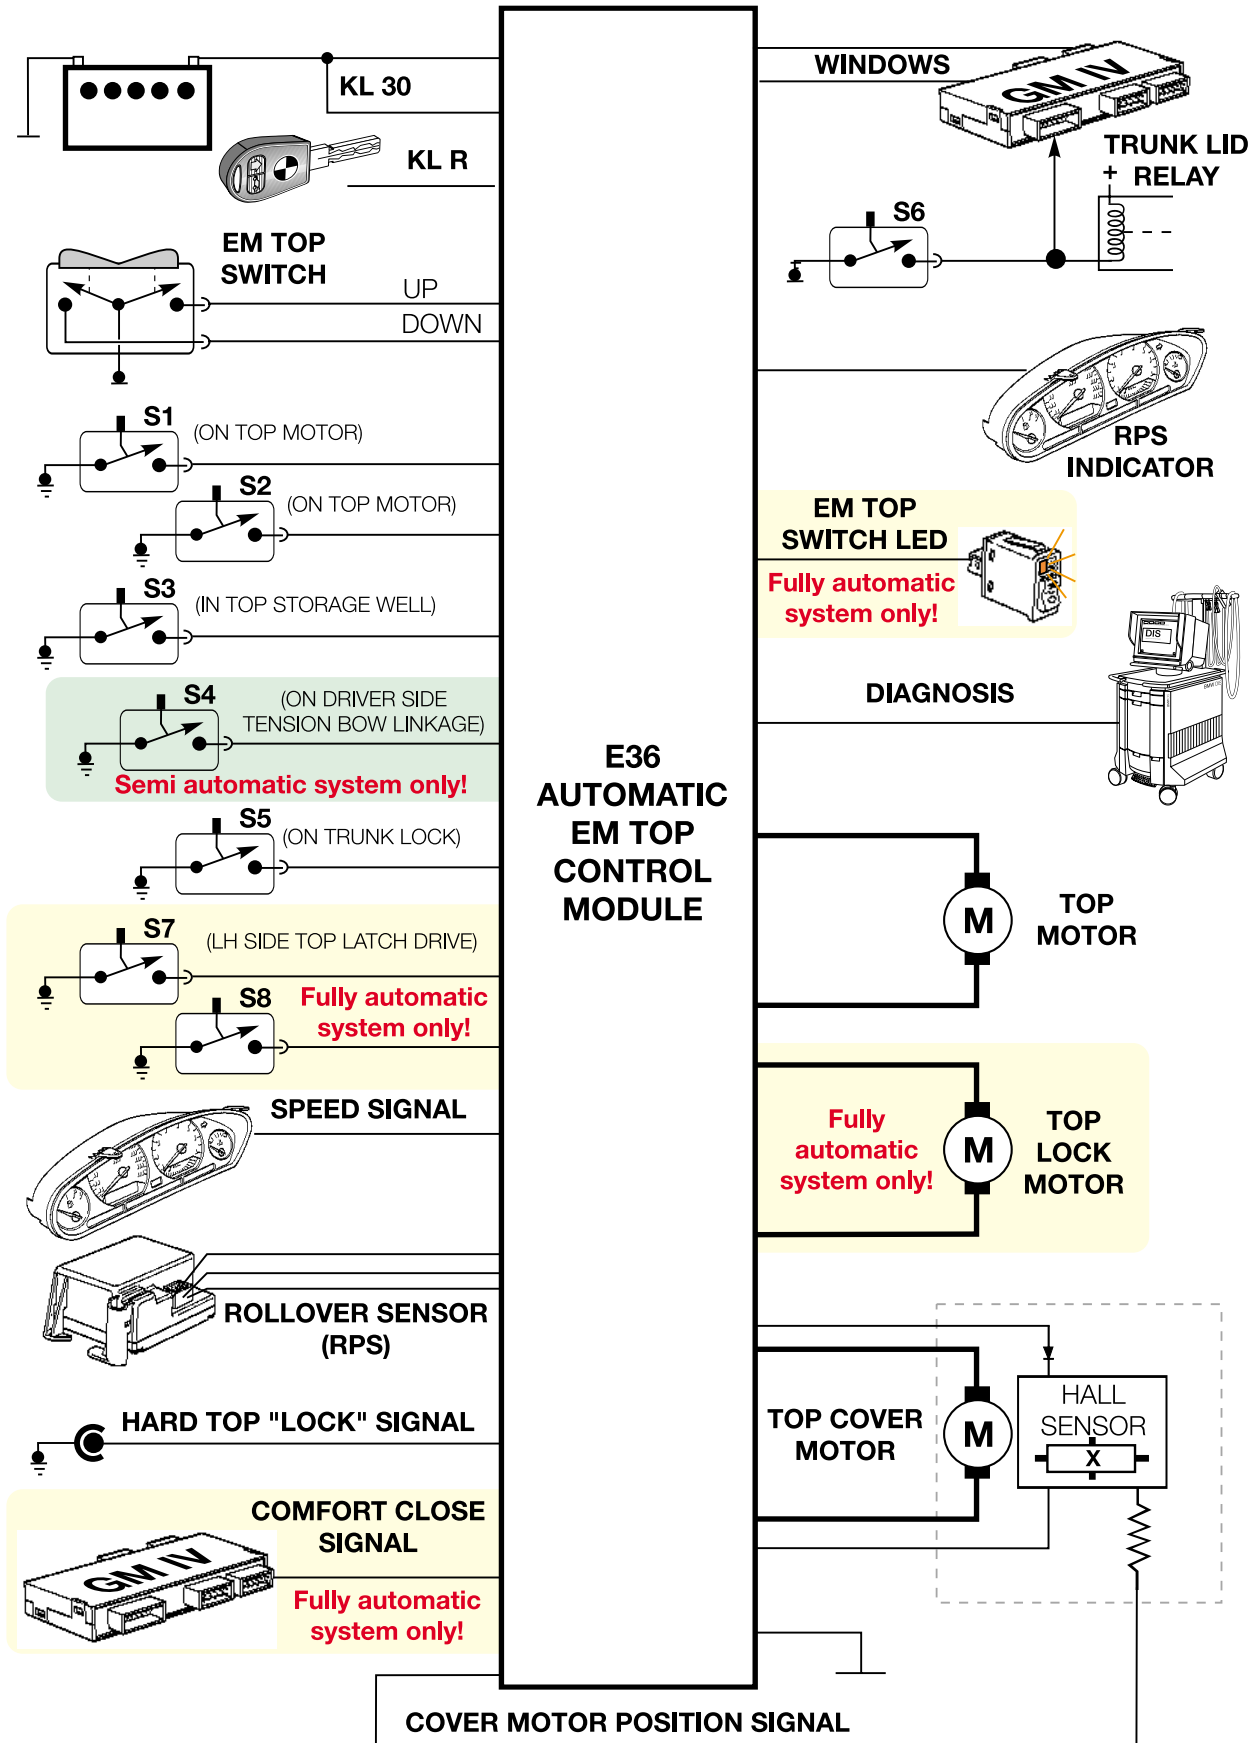 KL 30
KL R
EM TOP
SWITCH
UP
DOWN
S1
(ON TOP MOTOR)
S2
(ON TOP MOTOR)
S3
(IN TOP STORAGE WELL)
S4
(ON DRIVER SIDE
TENSION BOW LINKAGE)
Semi automatic system only!
S5
(ON TRUNK LOCK)
S7
(LH SIDE TOP LATCH DRIVE)
S8
Fully automatic
system only!
SPEED SIGNAL
ROLLOVER SENSOR
(RPS)
HARD TOP "LOCK" SIGNAL
COMFORT CLOSE
SIGNAL
GM IV
Fully automatic
system only!
E36
AUTOMATIC
EM TOP
CONTROL
MODULE
WINDOWS
GM IV
TRUNK LID
+ RELAY
S6
RPS
INDICATOR
EM TOP
SWITCH LED
Fully automatic
system only!
DIS
DIAGNOSIS
M
TOP
MOTOR
Fully
automatic
system only!
M
TOP
LOCK
MOTOR
TOP COVER
MOTOR
M
HALL
SENSOR
X
COVER MOTOR POSITION SIGNAL